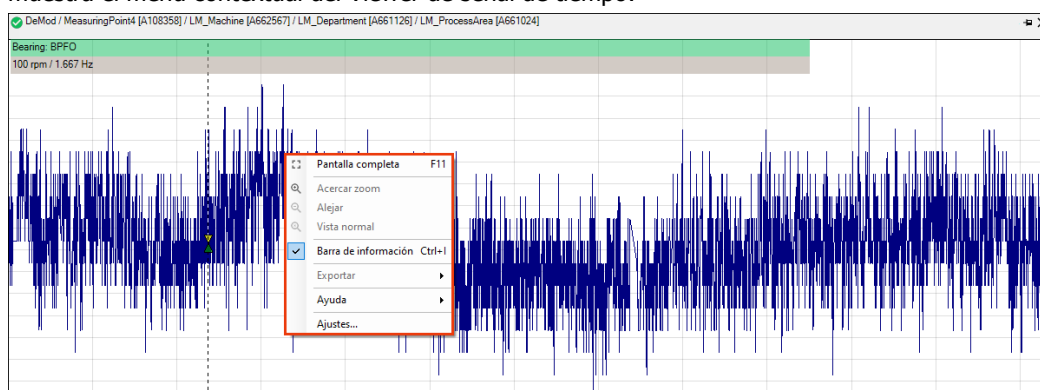 muestra el menú contextual del visor de señal de tiempo.
DeMod / MeasuringPoint4 [A108358] / LM_Machine [A662567] / LM_Department [A661126] / LM_ProcessArea [A661024]
Bearing: BPFO
100 rpm / 1.667 Hz
Pantalla completa F11
Acercar zoom
Alejar
Vista normal
Barra de información Ctrl+I
Exportar
Ayuda
Ajustes...